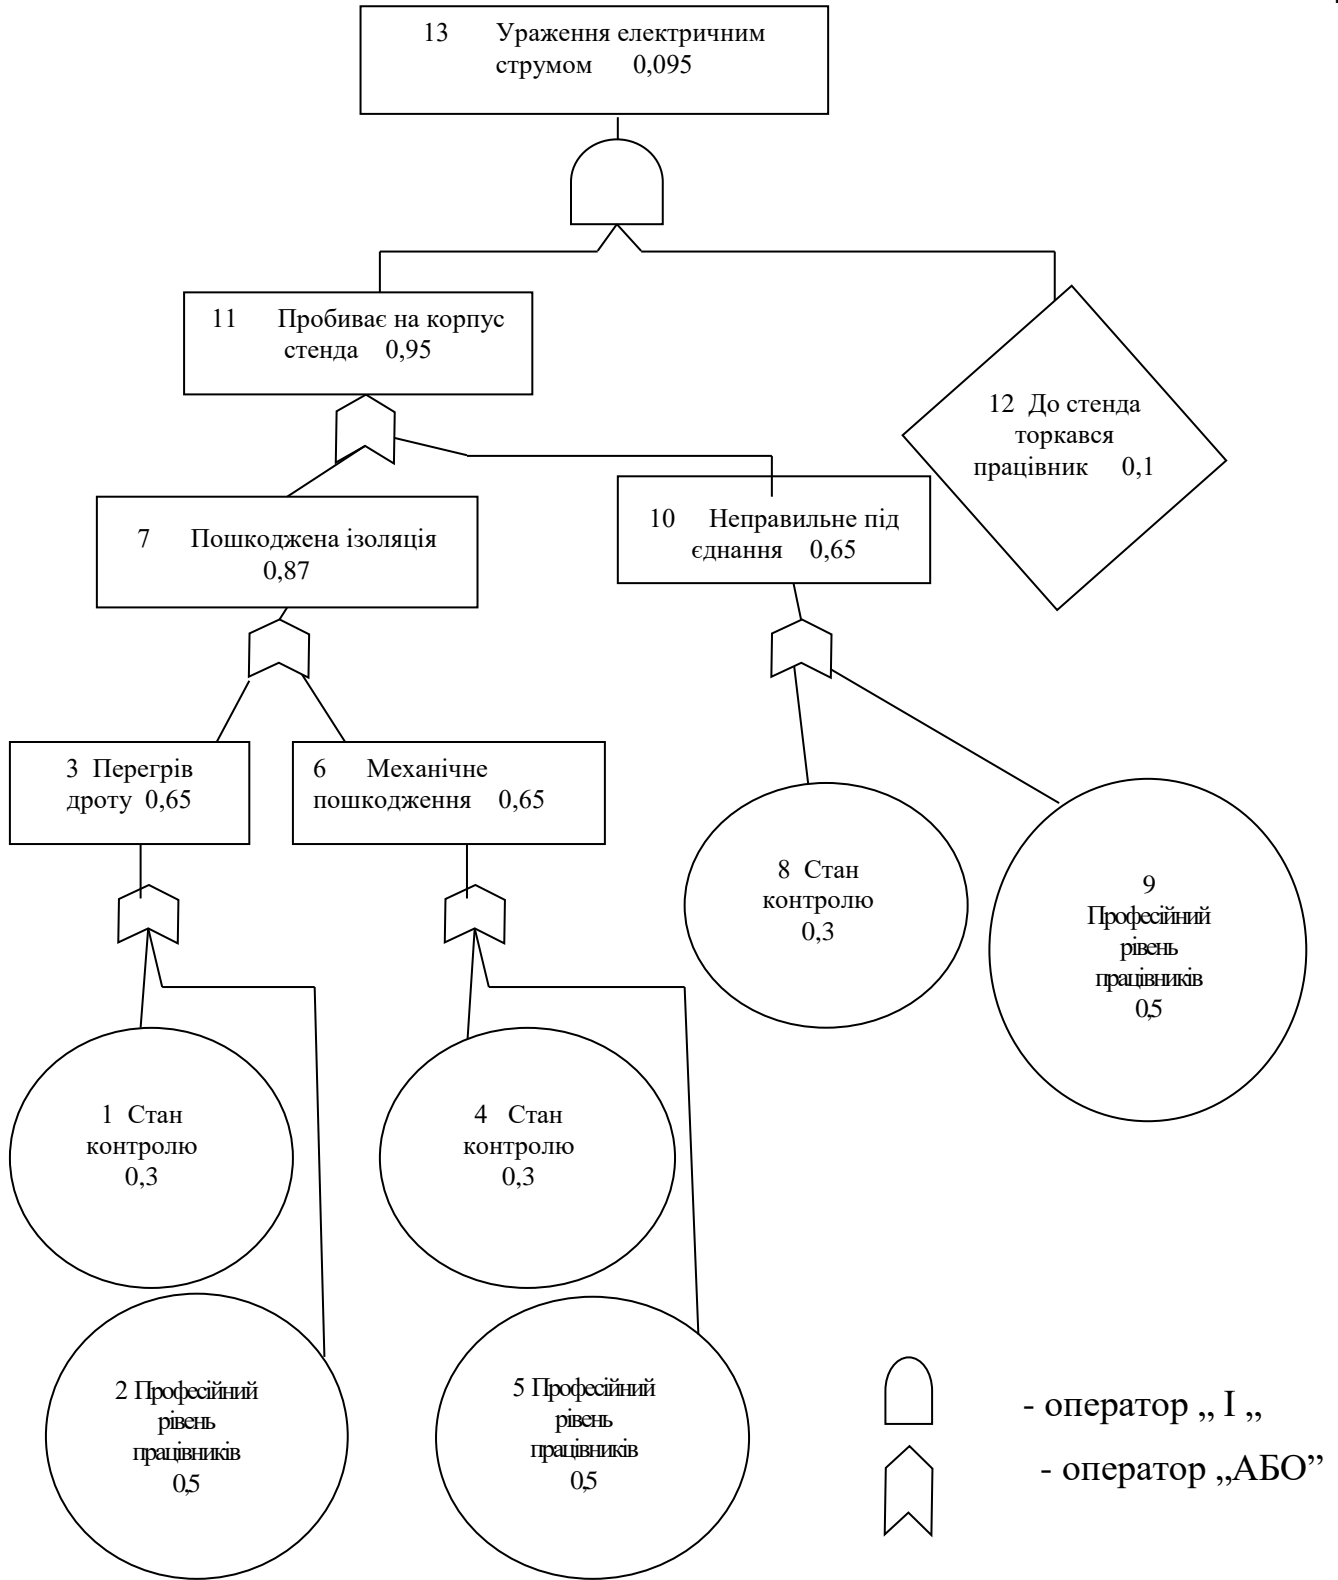 13 Ураження електричним
струмом 0,095
11 Пробиває на корпус
стенда 0,95
12 До стенда
торкався
працівник 0,1
7 Пошкоджена ізоляція
0,87
10 Неправильне під
єднання 0,65
3 Перегрів
дроту 0,65
6 Механічне
пошкодження 0,65
8 Стан
контролю
0,3
9
Професійний
рівень
працівників
0,5
1 Стан
контролю
0,3
4 Стан
контролю
0,3
2 Професійний
рівень
працівників
0,5
5 Професійний
рівень
працівників
0,5
- оператор „ І „
- оператор „АБО”